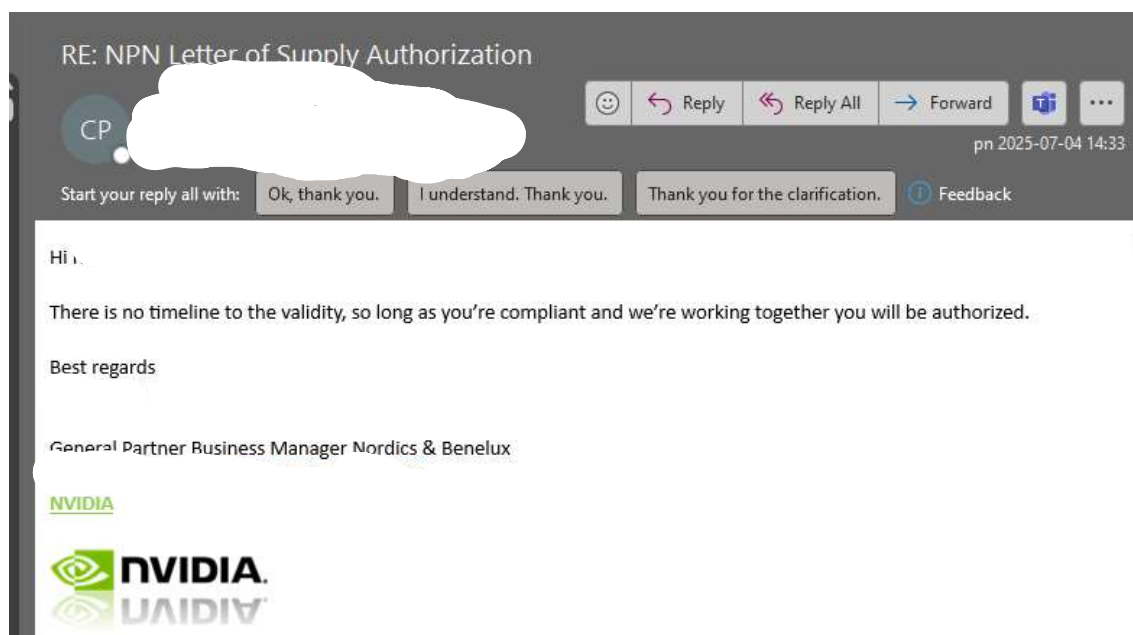 RE: NPN Letter of Supply Authorization
CP
Reply
Reply All
Forward
pn 2025-07-04 14:33
Start your reply all with:
Ok, thank you.
I understand. Thank you.
Thank you for the clarification.
Feedback
Hi
There is no timeline to the validity, so long as you’re compliant and we’re working together you will be authorized.
Best regards
General Partner Business Manager Nordics & Benelux
NVIDIA
NVIDIA.